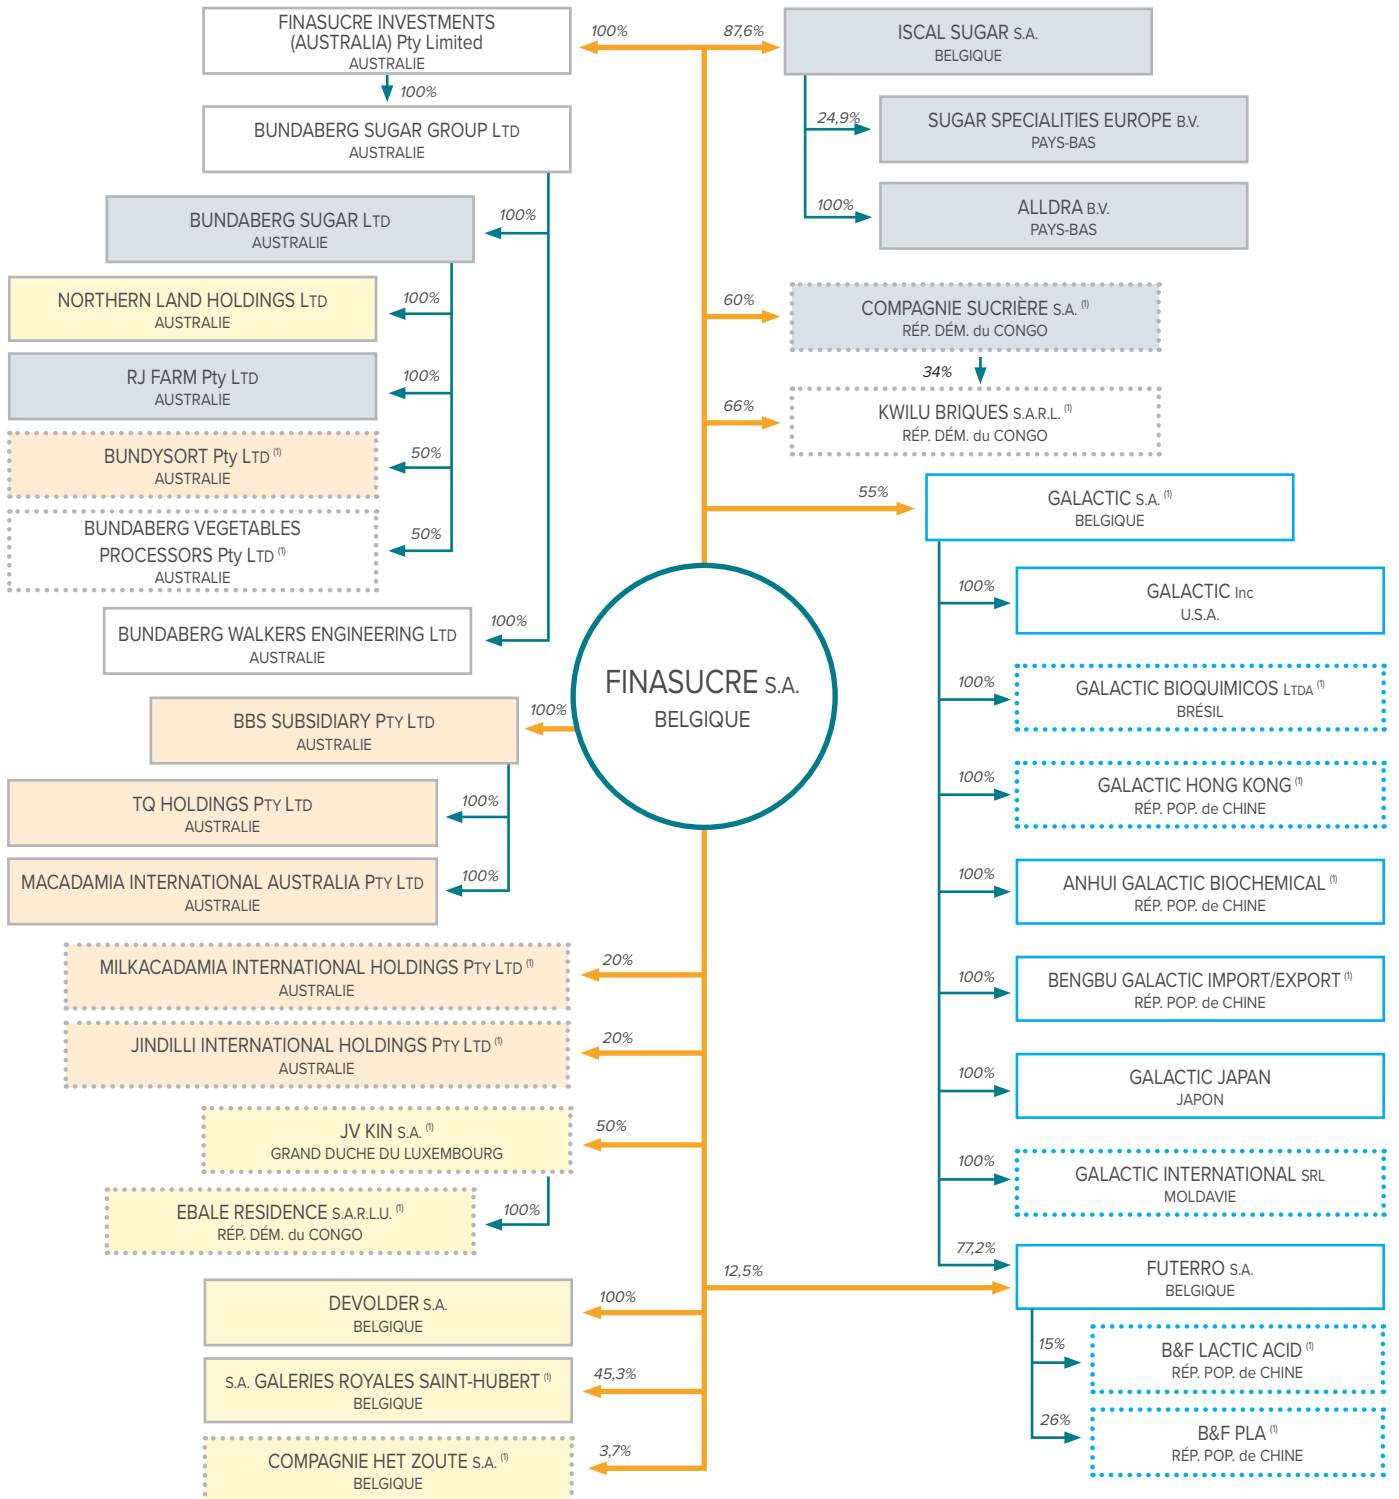 FINASUCRE INVESTMENTS
(AUSTRALIA) Pty Limited
AUSTRALIE
100%
BUNDABERG SUGAR GROUP LTD
AUSTRALIE
100%
BUNDABERG SUGAR LTD
AUSTRALIE
100%
NORTHERN LAND HOLDINGS LTD
AUSTRALIE
100%
RJ FARM Pty LTD
AUSTRALIE
100%
BUNDYSORT Pty LTD (1)
AUSTRALIE
50%
BUNDABERG VEGETABLES
PROCESSORS Pty LTD (1)
AUSTRALIE
50%
BUNDABERG WALKERS ENGINEERING LTD
AUSTRALIE
100%
FINASUCRE S.A.
BELGIQUE
BBS SUBSIDIARY PTY LTD
AUSTRALIE
100%
TQ HOLDINGS PTY LTD
AUSTRALIE
100%
MACADAMIA INTERNATIONAL AUSTRALIA PTY LTD
AUSTRALIE
100%
MILKACADAMIA INTERNATIONAL HOLDINGS PTY LTD (1)
AUSTRALIE
20%
JINDILLI INTERNATIONAL HOLDINGS PTY LTD (1)
AUSTRALIE
20%
JV KIN S.A. (1)
GRAND DUCHE DU LUXEMBOURG
50%
EBALE RESIDENCE S.A.R.L.U. (1)
RÉP. DÉM. du CONGO
100%
DEVOLDER S.A.
BELGIQUE
100%
S.A. GALERIES ROYALES SAINT-HUBERT (1)
BELGIQUE
45,3%
COMPAGNIE HET ZOUTE S.A. (1)
BELGIQUE
3,7%
87,6%
ISCAL SUGAR S.A.
BELGIQUE
24,9%
SUGAR SPECIALITIES EUROPE B.V.
PAYS-BAS
100%
ALLDRA B.V.
PAYS-BAS
60%
COMPAGNIE SUCRIÈRE S.A. (1)
RÉP. DÉM. du CONGO
34%
66%
KWILU BRIQUES S.A.R.L. (1)
RÉP. DÉM. du CONGO
55%
GALACTIC S.A. (1)
BELGIQUE
100%
GALACTIC Inc
U.S.A.
100%
GALACTIC BIOQUIMICOS LTDA (1)
BRÉSIL
100%
GALACTIC HONG KONG (1)
RÉP. POP. de CHINE
100%
ANHUI GALACTIC BIOCHEMICAL (1)
RÉP. POP. de CHINE
100%
BENGBU GALACTIC IMPORT/EXPORT (1)
RÉP. POP. de CHINE
100%
GALACTIC JAPAN
JAPON
100%
GALACTIC INTERNATIONAL SRL
MOLDAVIE
77,2%
12,5%
FUTERRO S.A.
BELGIQUE
15%
B&F LACTIC ACID (1)
RÉP. POP. de CHINE
26%
B&F PLA (1)
RÉP. POP. de CHINE